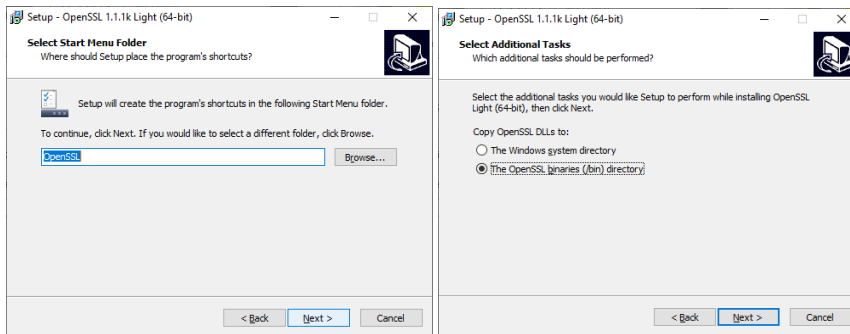 Setup - OpenSSL 1.1.1k Light (64-bit)
Select Start Menu Folder
Where should Setup place the program's shortcuts?
Setup will create the program's shortcuts in the following Start Menu folder.
To continue, click Next. If you would like to select a different folder, click Browse.
OpenSSL
Browse...
< Back
Next >
Cancel
Setup - OpenSSL 1.1.1k Light (64-bit)
Select Additional Tasks
Which additional tasks should be performed?
Select the additional tasks you would like Setup to perform while installing OpenSSL
Light (64-bit), then click Next.
Copy OpenSSL DLLs to:
The Windows system directory
The OpenSSL binaries (/bin) directory
< Back
Next >
Cancel